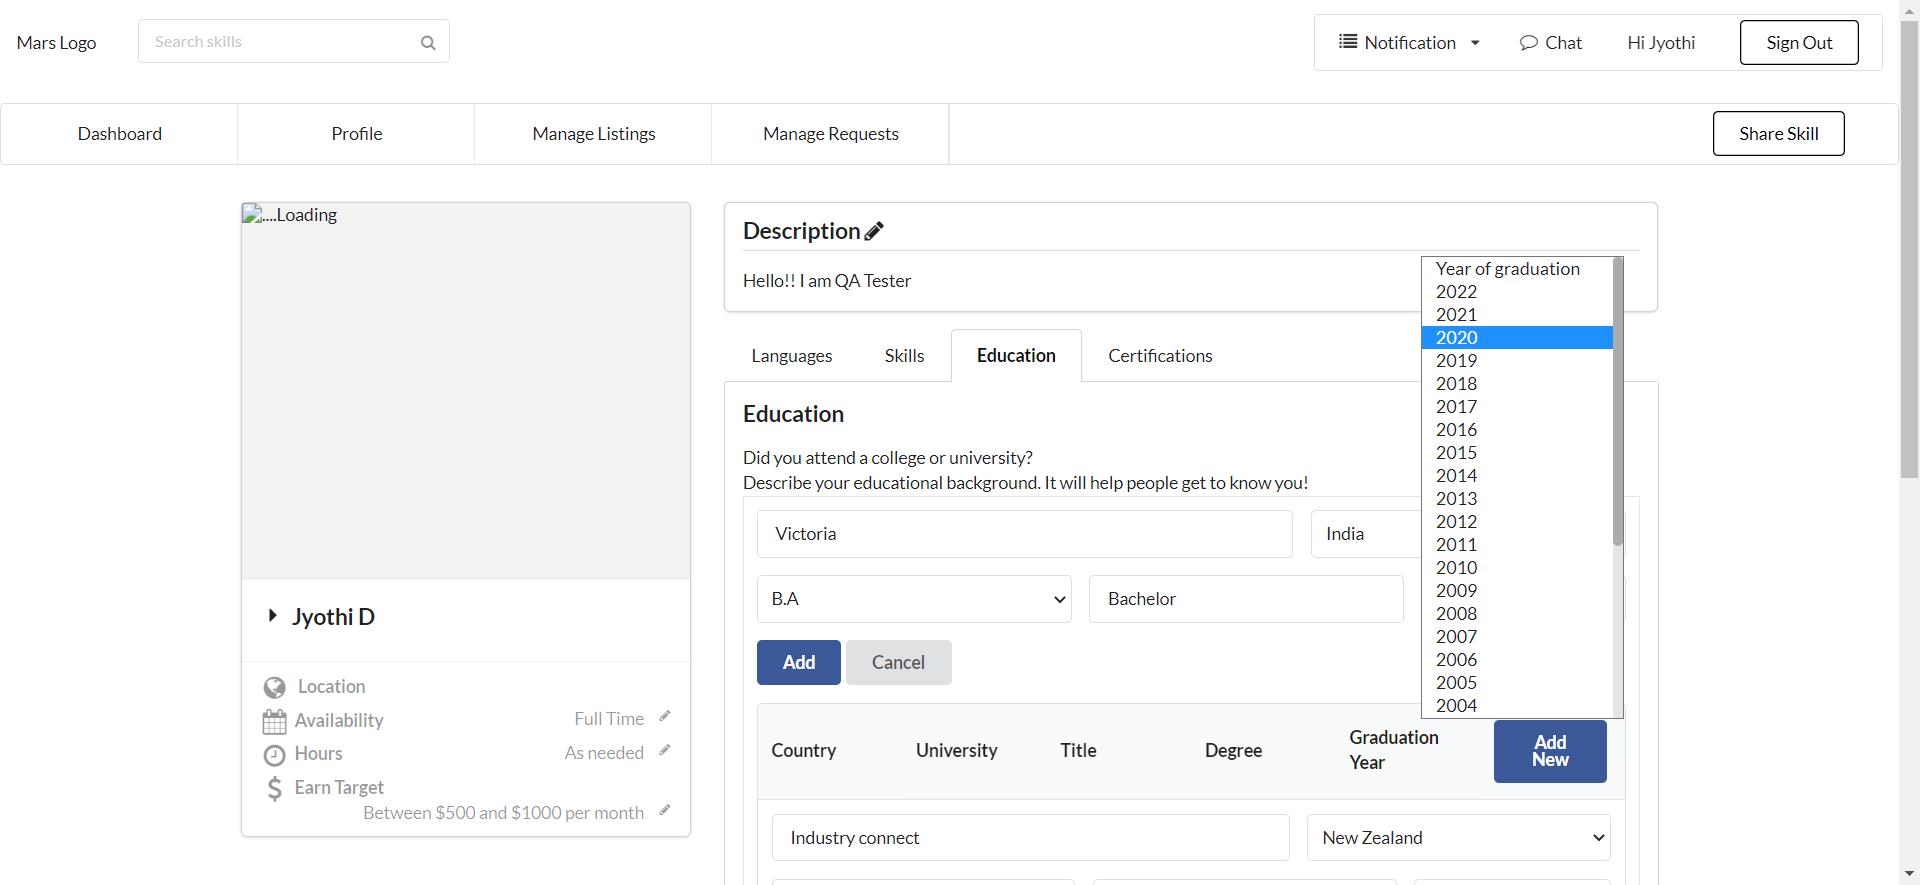 Mars Logo
Search skills
Notification
Chat
Hi Jyothi
Sign Out
Dashboard
Profile
Manage Listings
Manage Requests
Share Skill
....Loading
Jyothi D
Location
Availability
Full Time
Hours
As needed
Earn Target
Between $500 and $1000 per month
Description
Hello!! I am QA Tester
Languages
Skills
Education
Certifications
Education
Did you attend a college or university?
Describe your educational background. It will help people get to know you!
Victoria
India
B.A
Bachelor
Year of graduation
2022
2021
2020
2019
2018
2017
2016
2015
2014
2013
2012
2011
2010
2009
2008
2007
2006
2005
2004
Add
Cancel
Country
University
Title
Degree
Graduation
Year
Add
New
Industry connect
New Zealand